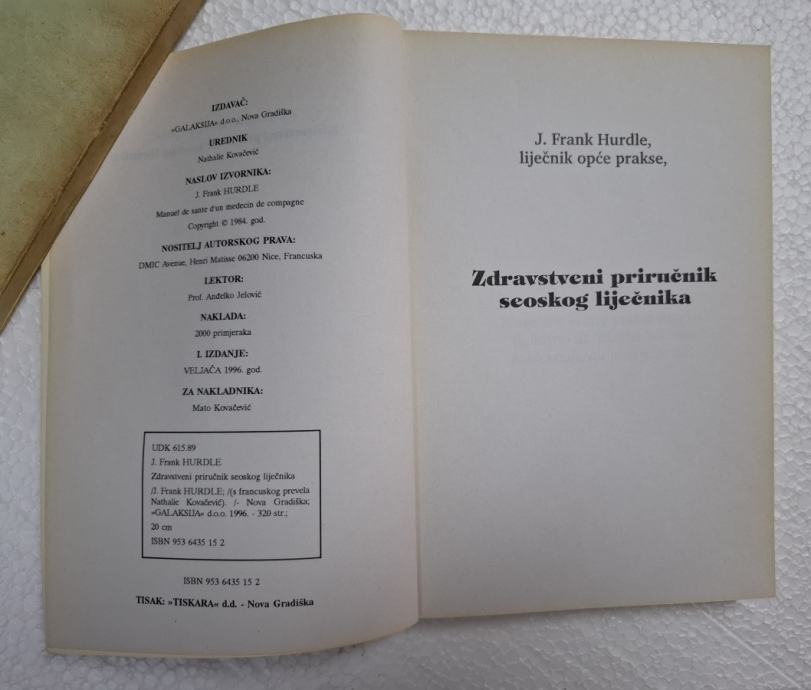 IZDAVAČ:
»GALAKSIJA« d.o.o., Nova Gradiška
UREDNIK
Nathalie Kovačević
NASLOV IZVORNIKA:
J. Frank HURDLE
Manuel de sante d'un medecin de compagne
Copyright © 1984. god.
NOSITELJ AUTORSKOG PRAVA:
DMIC Avenue, Henri Matisse 06200 Nice, Francuska
LEKTOR:
Prof. Anđelko Jelović
NAKLADA:
2000 primjeraka
I. IZDANJE:
VELJAČA 1996. god.
ZA NAKLADNIKA:
Mato Kovačević
UDK 615.89
J. Frank HURDLE
Zdravstveni priručnik seoskog liječnika
/J. Frank HURDLE; /(s francuskog prevela
Nathalie Kovačević). /- Nova Gradiška;
»GALAKSIJA« d.o.o. 1996. - 320 str.;
20 cm
ISBN 953 6435 15 2
ISBN 953 6435 15 2
TISAK: »TISKARA« d.d. - Nova Gradiška
J. Frank Hurdle,
liječnik opće prakse,
Zdravstveni priručnik
seoskog liječnika